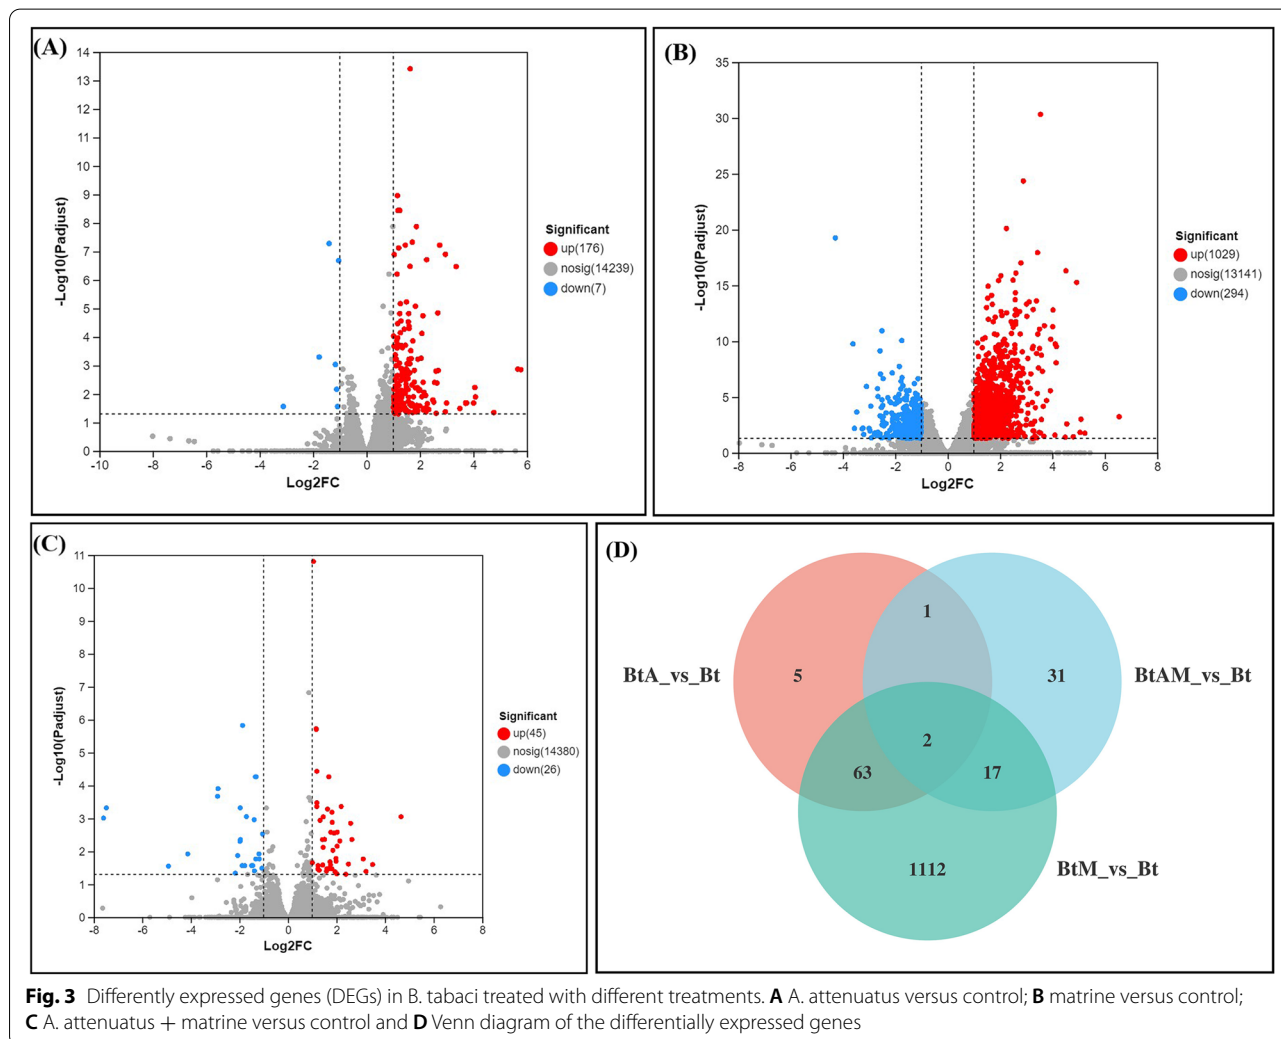 (A)
14
13
12
11
10
9
8
7
6
5
4
3
2
1
0
-10
-8
-6
-4
-2
0
2
4
6
-Log10(Padjust)
Log2FC
Significant
up(176)
nosig(14239)
down(7)
(B)
35
30
25
20
15
10
5
0
-8
-6
-4
-2
0
2
4
6
8
-Log10(Padjust)
Log2FC
Significant
up(1029)
nosig(13141)
down(294)
(C)
11
10
9
8
7
6
5
4
3
2
1
0
-8
-6
-4
-2
0
2
4
6
8
-Log10(Padjust)
Log2FC
Significant
up(45)
nosig(14380)
down(26)
(D)
1
BtA_vs_Bt
5
31
BtAM_vs_Bt
2
63
17
1112
BtM_vs_Bt
Fig. 3 Differently expressed genes (DEGs) in B. tabaci treated with different treatments. A A. attenuatus versus control; B matrine versus control;
C A. attenuatus + matrine versus control and D Venn diagram of the differentially expressed genes